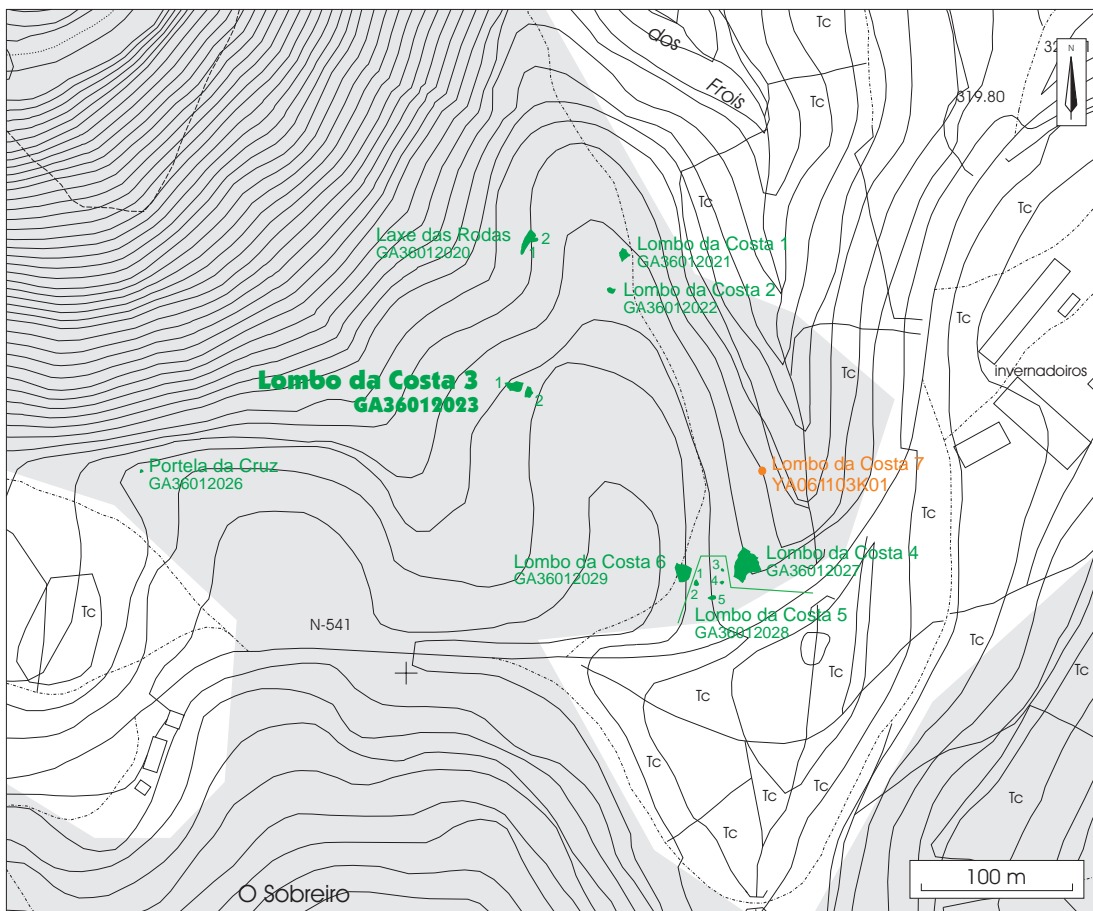 dos
Frois
Tc
N
319.80
Tc
Tc
Tc
Tc
Laxe das Rodas
GA36012020
2
1
Lombo da Costa 1
GA36012021
Lombo da Costa 2
GA36012022
Tc
invernadoiros
Tc
Lombo da Costa 3
GA36012023
1
2
Portela da Cruz
GA36012026
Lombo da Costa 7
YA061103K01
Tc
Lombo da Costa 6
GA36012029
1
2
3
4
5
Lombo da Costa 4
GA36012027
Lombo da Costa 5
GA36012028
Tc
N-541
Tc
Tc
Tc
Tc
Tc
Tc
Tc
Tc
O Sobreiro
100 m